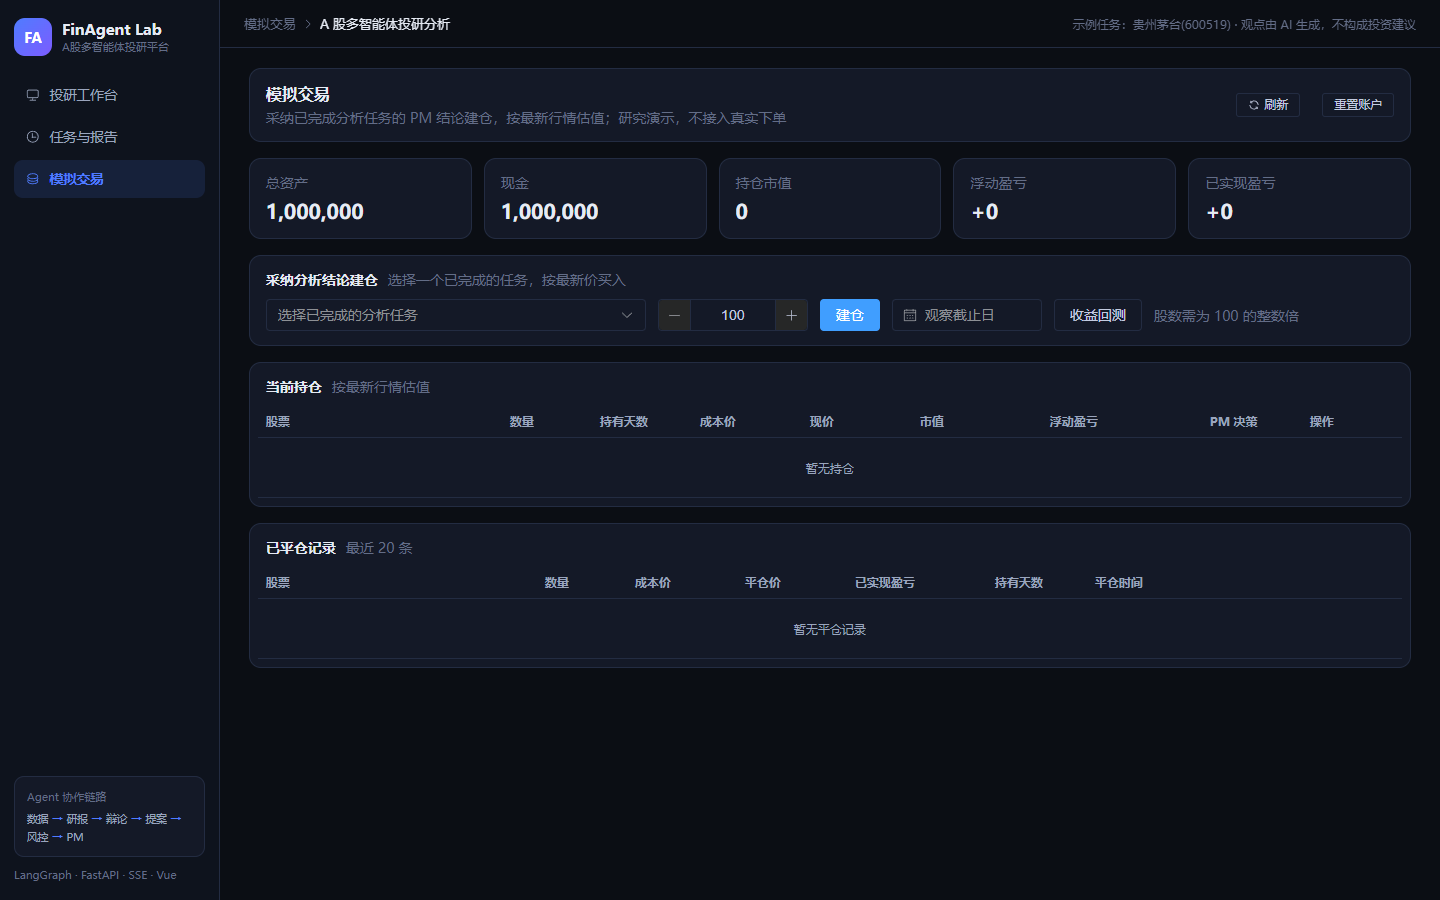 FA
FinAgent Lab
A股多智能体投研平台
投研工作台
任务与报告
模拟交易
Agent 协作链路
数据 → 研报 → 辩论 → 提案 →
风控 → PM
LangGraph · FastAPI · SSE · Vue
模拟交易 > A 股多智能体投研分析
示例任务：贵州茅台(600519) · 观点由 AI 生成，不构成投资建议
模拟交易
采纳已完成分析任务的 PM 结论建仓，按最新行情估值；研究演示，不接入真实下单
刷新
重置账户
总资产
1,000,000
现金
1,000,000
持仓市值
0
浮动盈亏
+0
已实现盈亏
+0
采纳分析结论建仓 选择一个已完成的任务，按最新价买入
选择已完成的分析任务
100
建仓
观察截止日
收益回测
股数需为 100 的整数倍
当前持仓 按最新行情估值
股票 数量 持有天数 成本价 现价 市值 浮动盈亏 PM 决策 操作
暂无持仓
已平仓记录 最近 20 条
股票 数量 成本价 平仓价 已实现盈亏 持有天数 平仓时间
暂无平仓记录